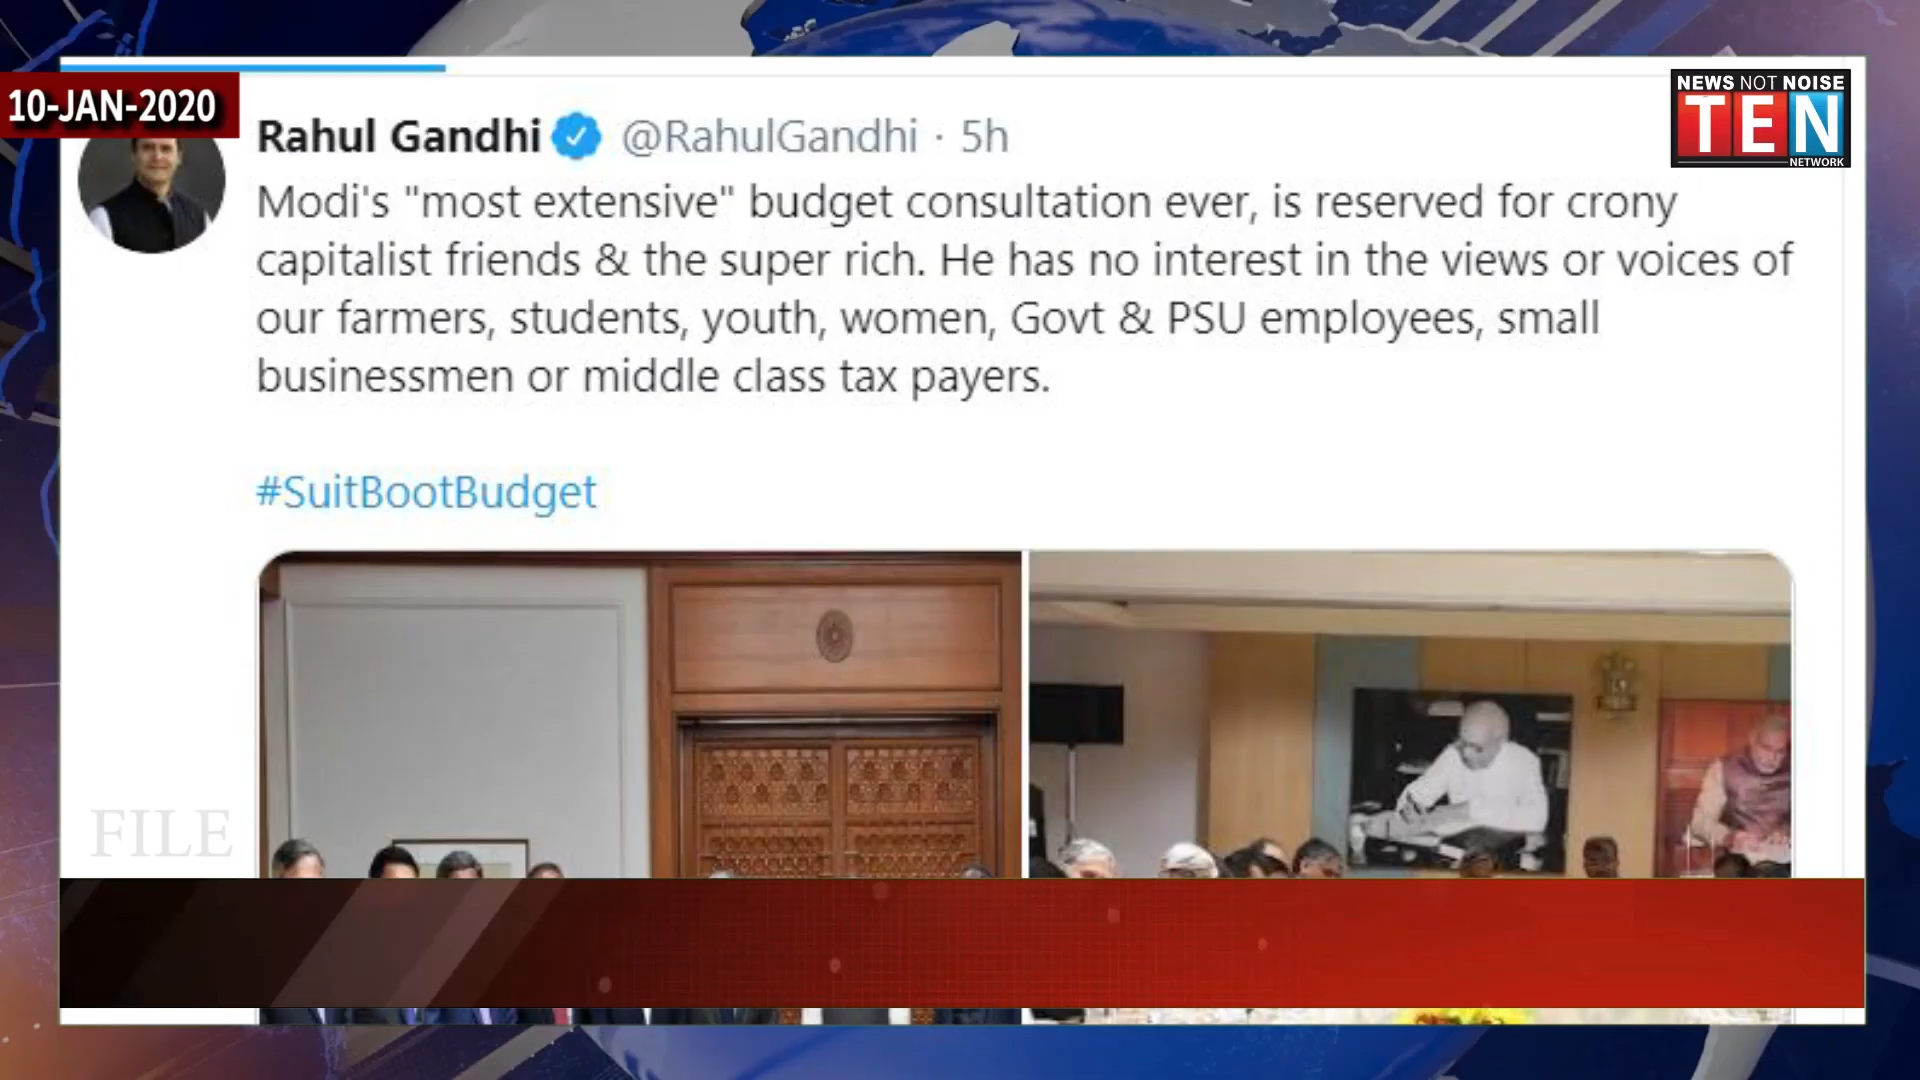 10-JAN-2020
NEWS NOT NOISE
TEN
NETWORK
Rahul Gandhi @RahulGandhi · 5h
Modi's "most extensive" budget consultation ever, is reserved for crony
capitalist friends & the super rich. He has no interest in the views or voices of
our farmers, students, youth, women, Govt & PSU employees, small
businessmen or middle class tax payers.
#SuitBootBudget
FILE